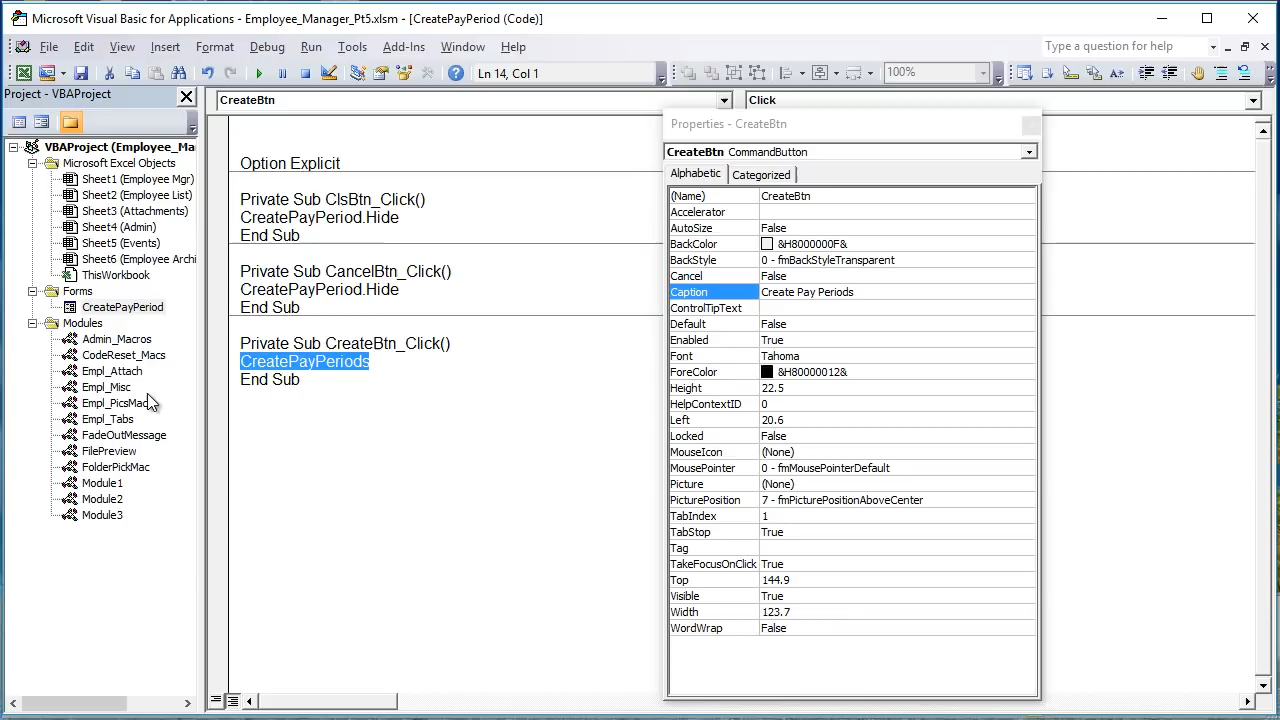 Microsoft Visual Basic for Applications - Employee_Manager_Pt5.xlsm - [CreatePayPeriod (Code)]
File Edit View Insert Format Debug Run Tools Add-Ins Window Help
Type a question for help
Ln 14, Col 1
100%
Project - VBAProject
VBAProject (Employee_Ma
Microsoft Excel Objects
Sheet1 (Employee Mgr)
Sheet2 (Employee List)
Sheet3 (Attachments)
Sheet4 (Admin)
Sheet5 (Events)
Sheet6 (Employee Archi
ThisWorkbook
Forms
CreatePayPeriod
Modules
Admin_Macros
CodeReset_Macs
Empl_Attach
Empl_Misc
Empl_PicsMac
Empl_Tabs
FadeOutMessage
FilePreview
FolderPickMac
Module1
Module2
Module3
CreateBtn
Click
Option Explicit
Private Sub ClsBtn_Click()
CreatePayPeriod.Hide
End Sub
Private Sub CancelBtn_Click()
CreatePayPeriod.Hide
End Sub
Private Sub CreateBtn_Click()
CreatePayPeriods
End Sub
Properties - CreateBtn
CreateBtn CommandButton
Alphabetic Categorized
(Name) CreateBtn
Accelerator
AutoSize False
BackColor &H8000000F&
BackStyle 0 - fmBackStyleTransparent
Cancel False
Caption Create Pay Periods
ControlTipText
Default False
Enabled True
Font Tahoma
ForeColor &H80000012&
Height 22.5
HelpContextID 0
Left 20.6
Locked False
MouseIcon (None)
MousePointer 0 - fmMousePointerDefault
Picture (None)
PicturePosition 7 - fmPicturePositionAboveCenter
TabIndex 1
TabStop True
Tag
TakeFocusOnClick True
Top 144.9
Visible True
Width 123.7
WordWrap False